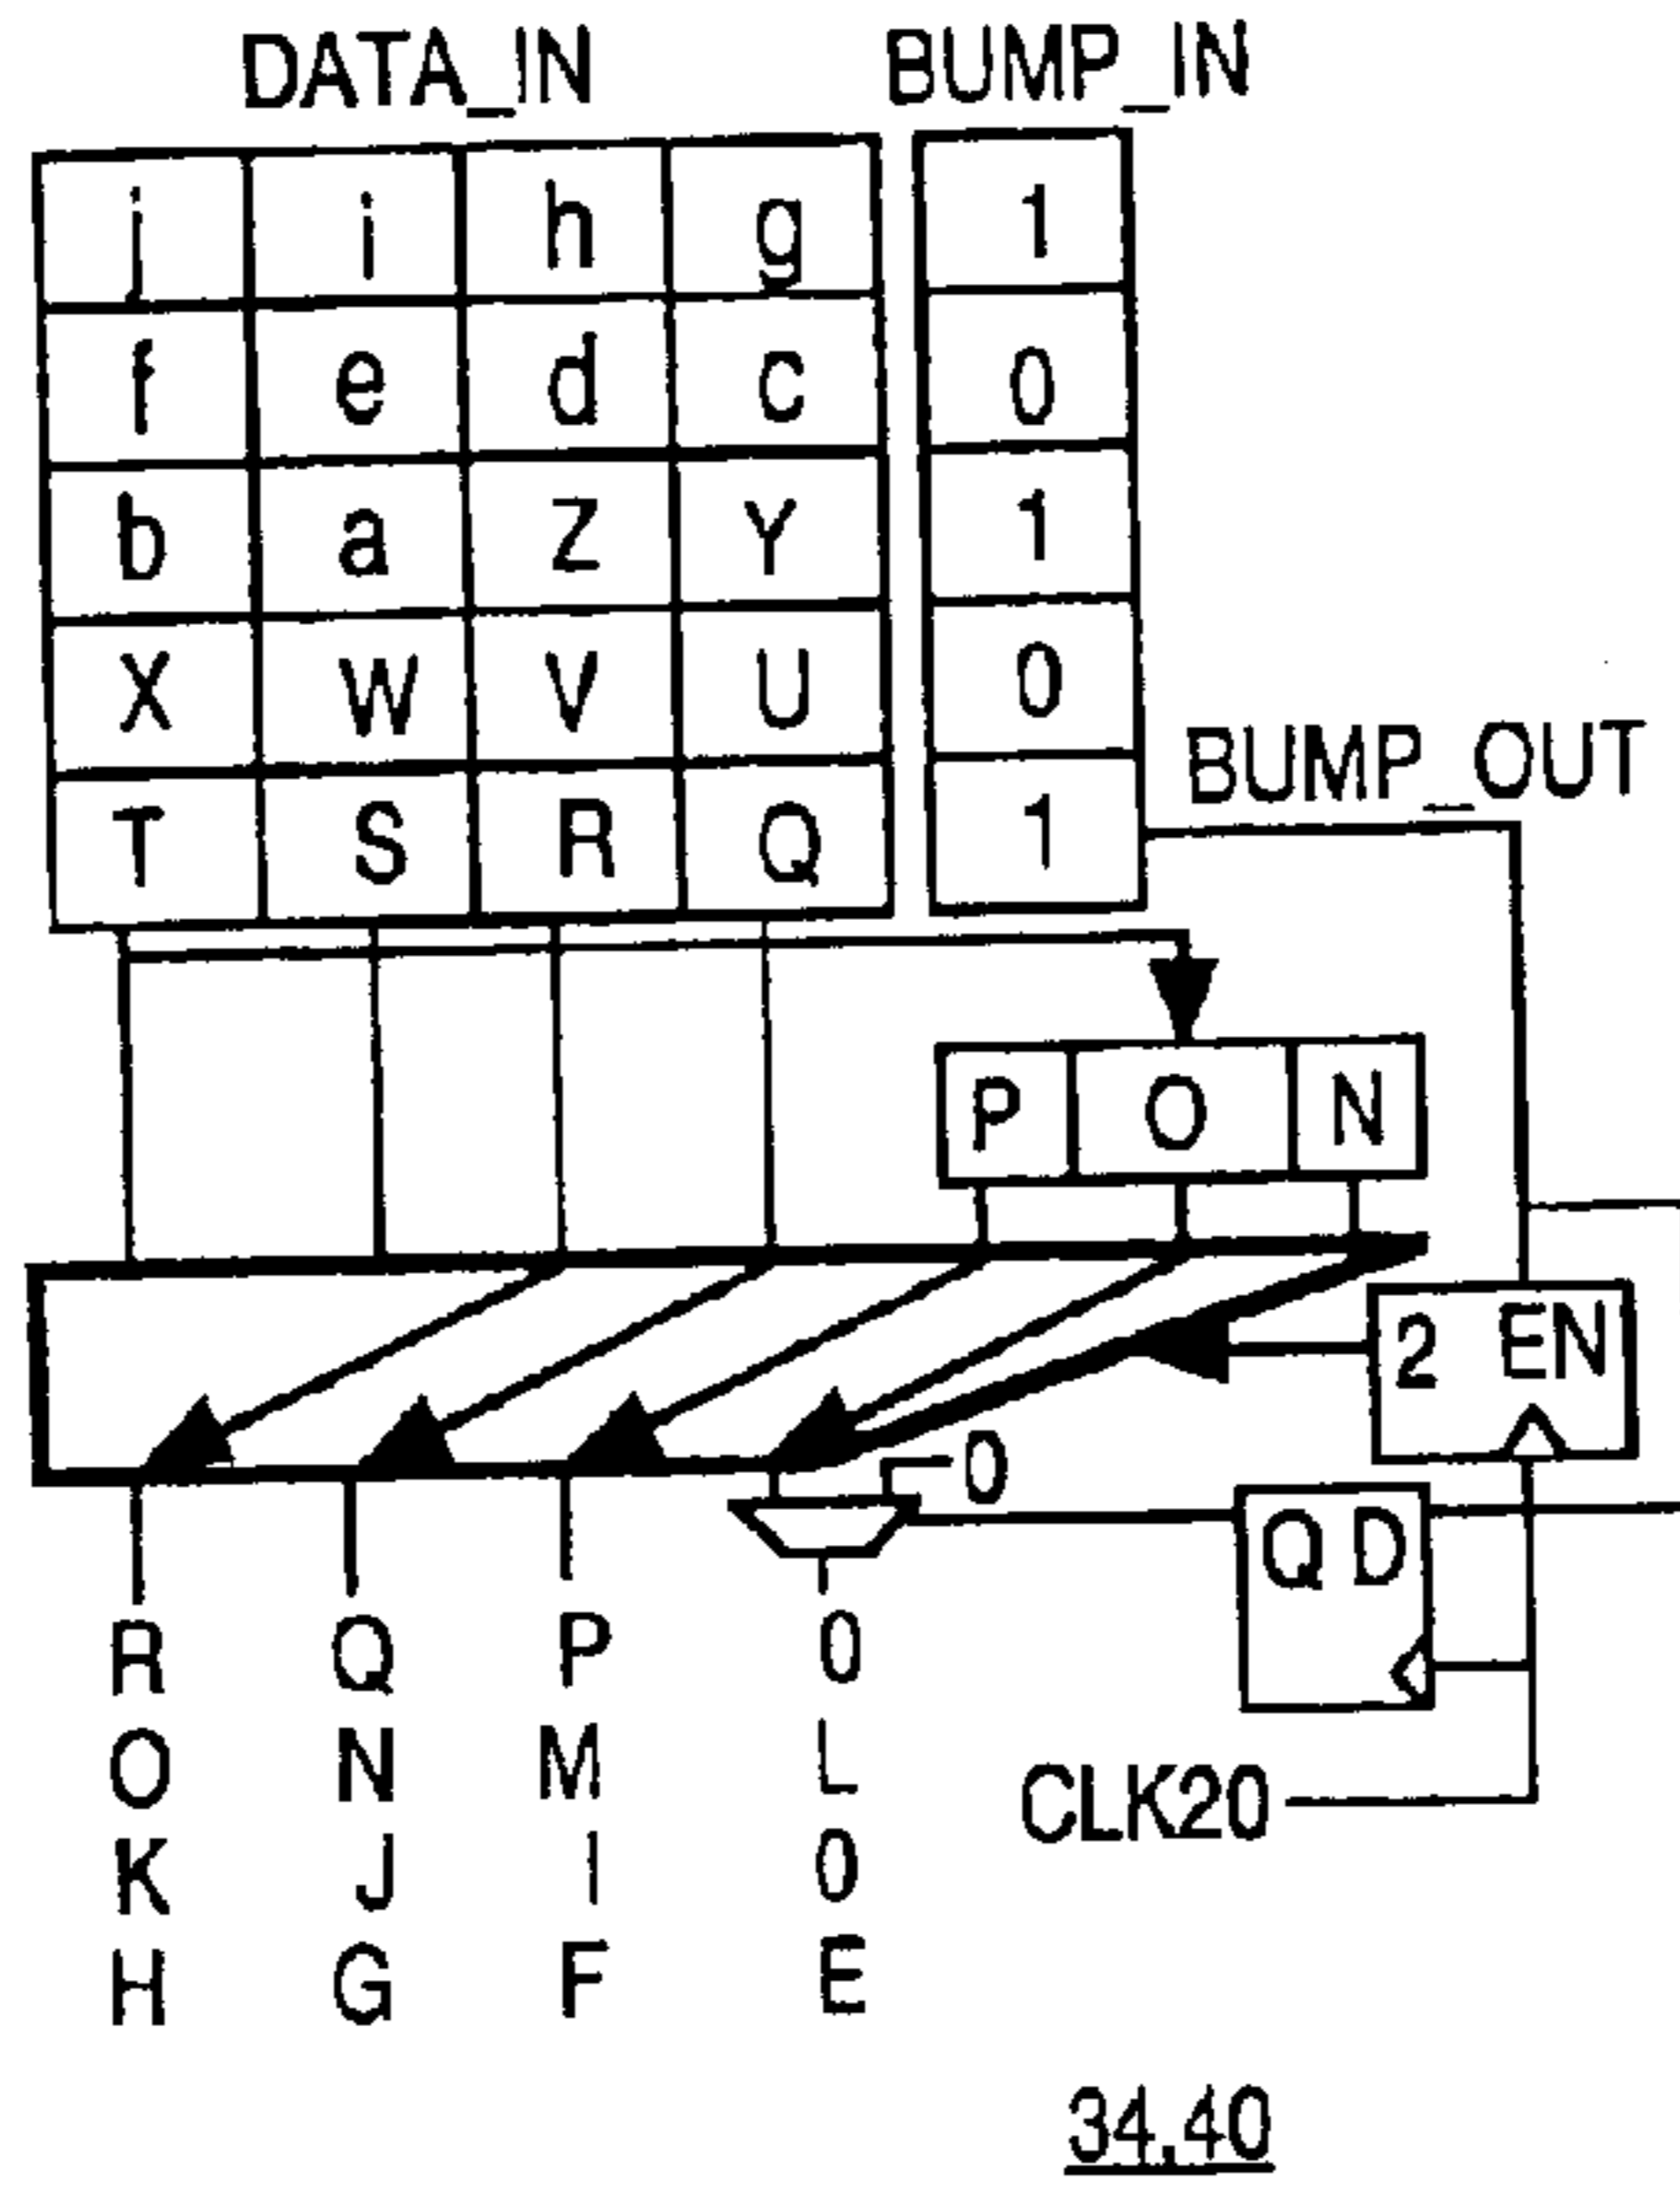 DATA_IN BUMP_IN
j i h g 1
f e d c 0
b a Z Y 1
X W V U 0
T S R Q 1
BUMP_OUT
P O N
2 EN
0
Q D
R Q P 0
O N M L
CLK20
K J I 0
H G F E
34,40